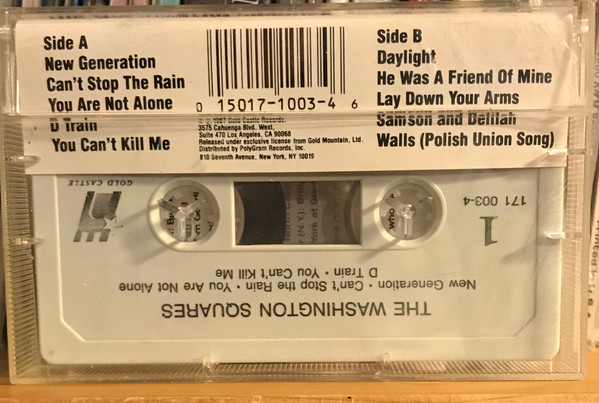 Side A
New Generation
Can't Stop The Rain
You Are Not Alone
D Train
You Can't Kill Me
0 15017-1003-4 6
℗ © 1987 Gold Castle Records,
3575 Cahuenga Blvd. West,
Suite 470 Los Angeles, CA 90068
Released under exclusive license from Gold Mountain, Ltd.
Distributed by PolyGram Records, Inc.
810 Seventh Avenue, New York, NY 10019
Side B
Daylight
He Was A Friend Of Mine
Lay Down Your Arms
Samson and Delilah
Walls (Polish Union Song)
THE WASHINGTON SQUARES
New Generation • Can't Stop the Rain • You Are Not Alone
D Train • You Can't Kill Me
1
171 003-4
GOLD CASTLE